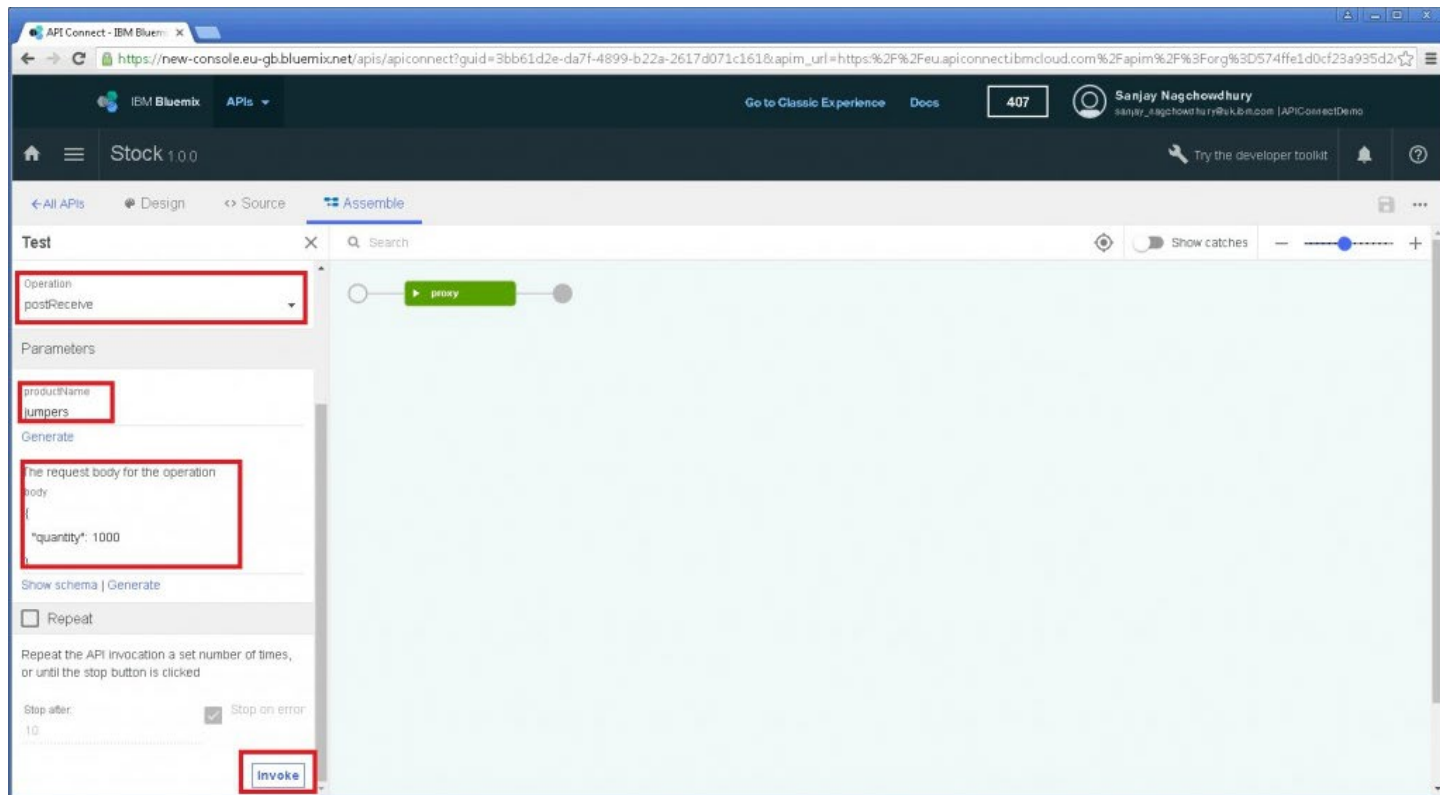 API Connect - IBM Bluem
https://new-console.eu-gb.bluemix.net/apis/apiconnect?guid=3bb61d2e-da7f-4899-b22a-2617d071c161&apim_url=https:%2F%2Feu.apiconnect.ibmcloud.com%2Fapim%2F%3Forg%3D574ffe1d0cf23a935d2
IBM Bluemix APIs Go to Classic Experience Docs 407 Sanjay Nagchowdhury
sanjay_nagchowdhury@uk.ibm.com | APIConnectDemo
Stock 1.0.0 Try the developer toolkit
All APIs Design Source Assemble
Test Search Show catches
Operation
postReceive
proxy
Parameters
productName
jumpers
Generate
The request body for the operation
body
{
"quantity": 1000
}
Show schema | Generate
Repeat
Repeat the API invocation a set number of times,
or until the stop button is clicked
Stop after: Stop on error
10
Invoke